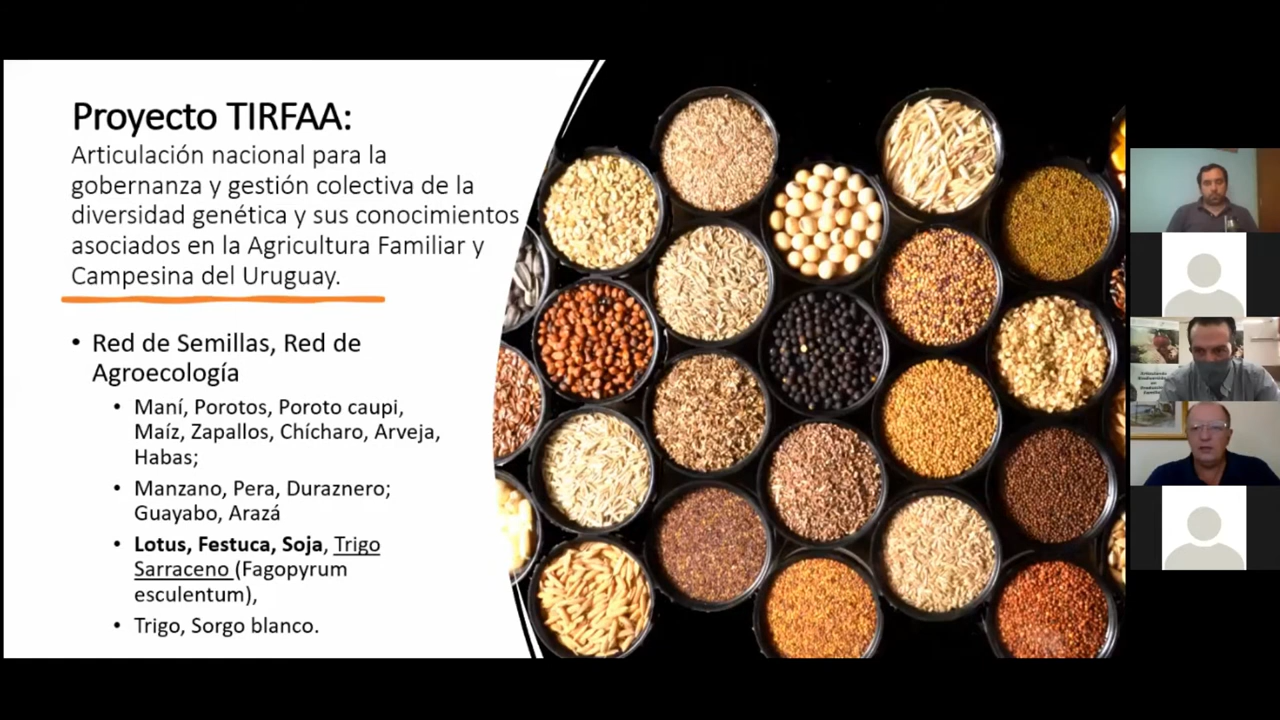 Proyecto TIRFAA:
Articulación nacional para la
gobernanza y gestión colectiva de la
diversidad genética y sus conocimientos
asociados en la Agricultura Familiar y
Campesina del Uruguay.
• Red de Semillas, Red de
Agroecología
• Maní, Porotos, Poroto caupi,
Maíz, Zapallos, Chícharo, Arveja,
Habas;
• Manzano, Pera, Duraznero;
Guayabo, Arazá
• Lotus, Festuca, Soja, Trigo
Sarraceno (Fagopyrum
esculentum),
• Trigo, Sorgo blanco.